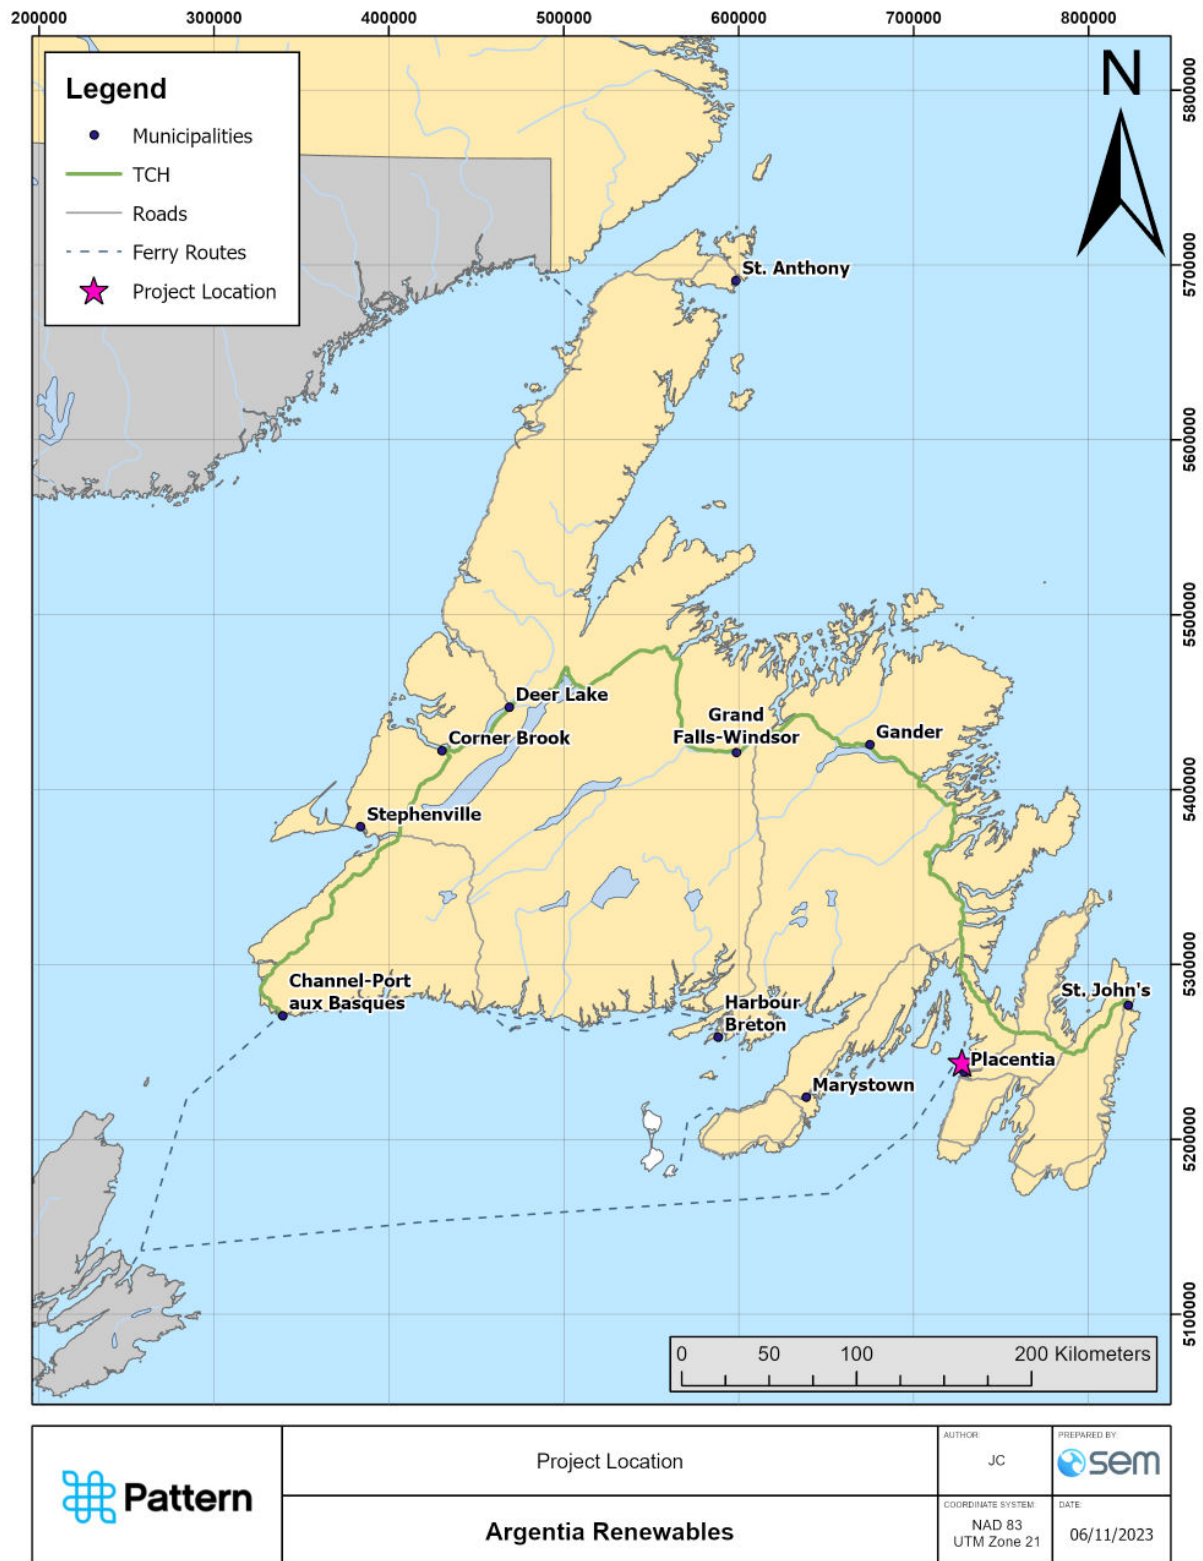 200000 300000 400000 500000 600000 700000 800000
Legend
Municipalities
TCH
Roads
Ferry Routes
Project Location
N
5800000
5700000
5600000
5500000
5400000
5300000
5200000
5100000
St. Anthony
Deer Lake
Corner Brook
Grand
Falls-Windsor
Gander
Stephenville
Channel-Port
aux Basques
Harbour
Breton
St. John's
Placentia
Marystown
0 50 100 200 Kilometers
Pattern
Project Location
Argentia Renewables
AUTHOR:
JC
PREPARED BY:
sem
COORDINATE SYSTEM:
NAD 83
UTM Zone 21
DATE:
06/11/2023